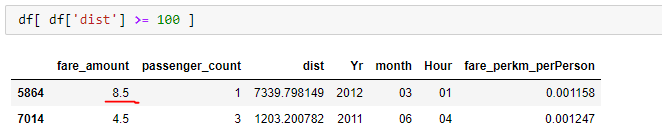 df[ df['dist'] >= 100 ]
fare_amount passenger_count dist Yr month Hour fare_perkm_perPerson
5864 8.5 1 7339.798149 2012 03 01 0.001158
7014 4.5 3 1203.200782 2011 06 04 0.001247